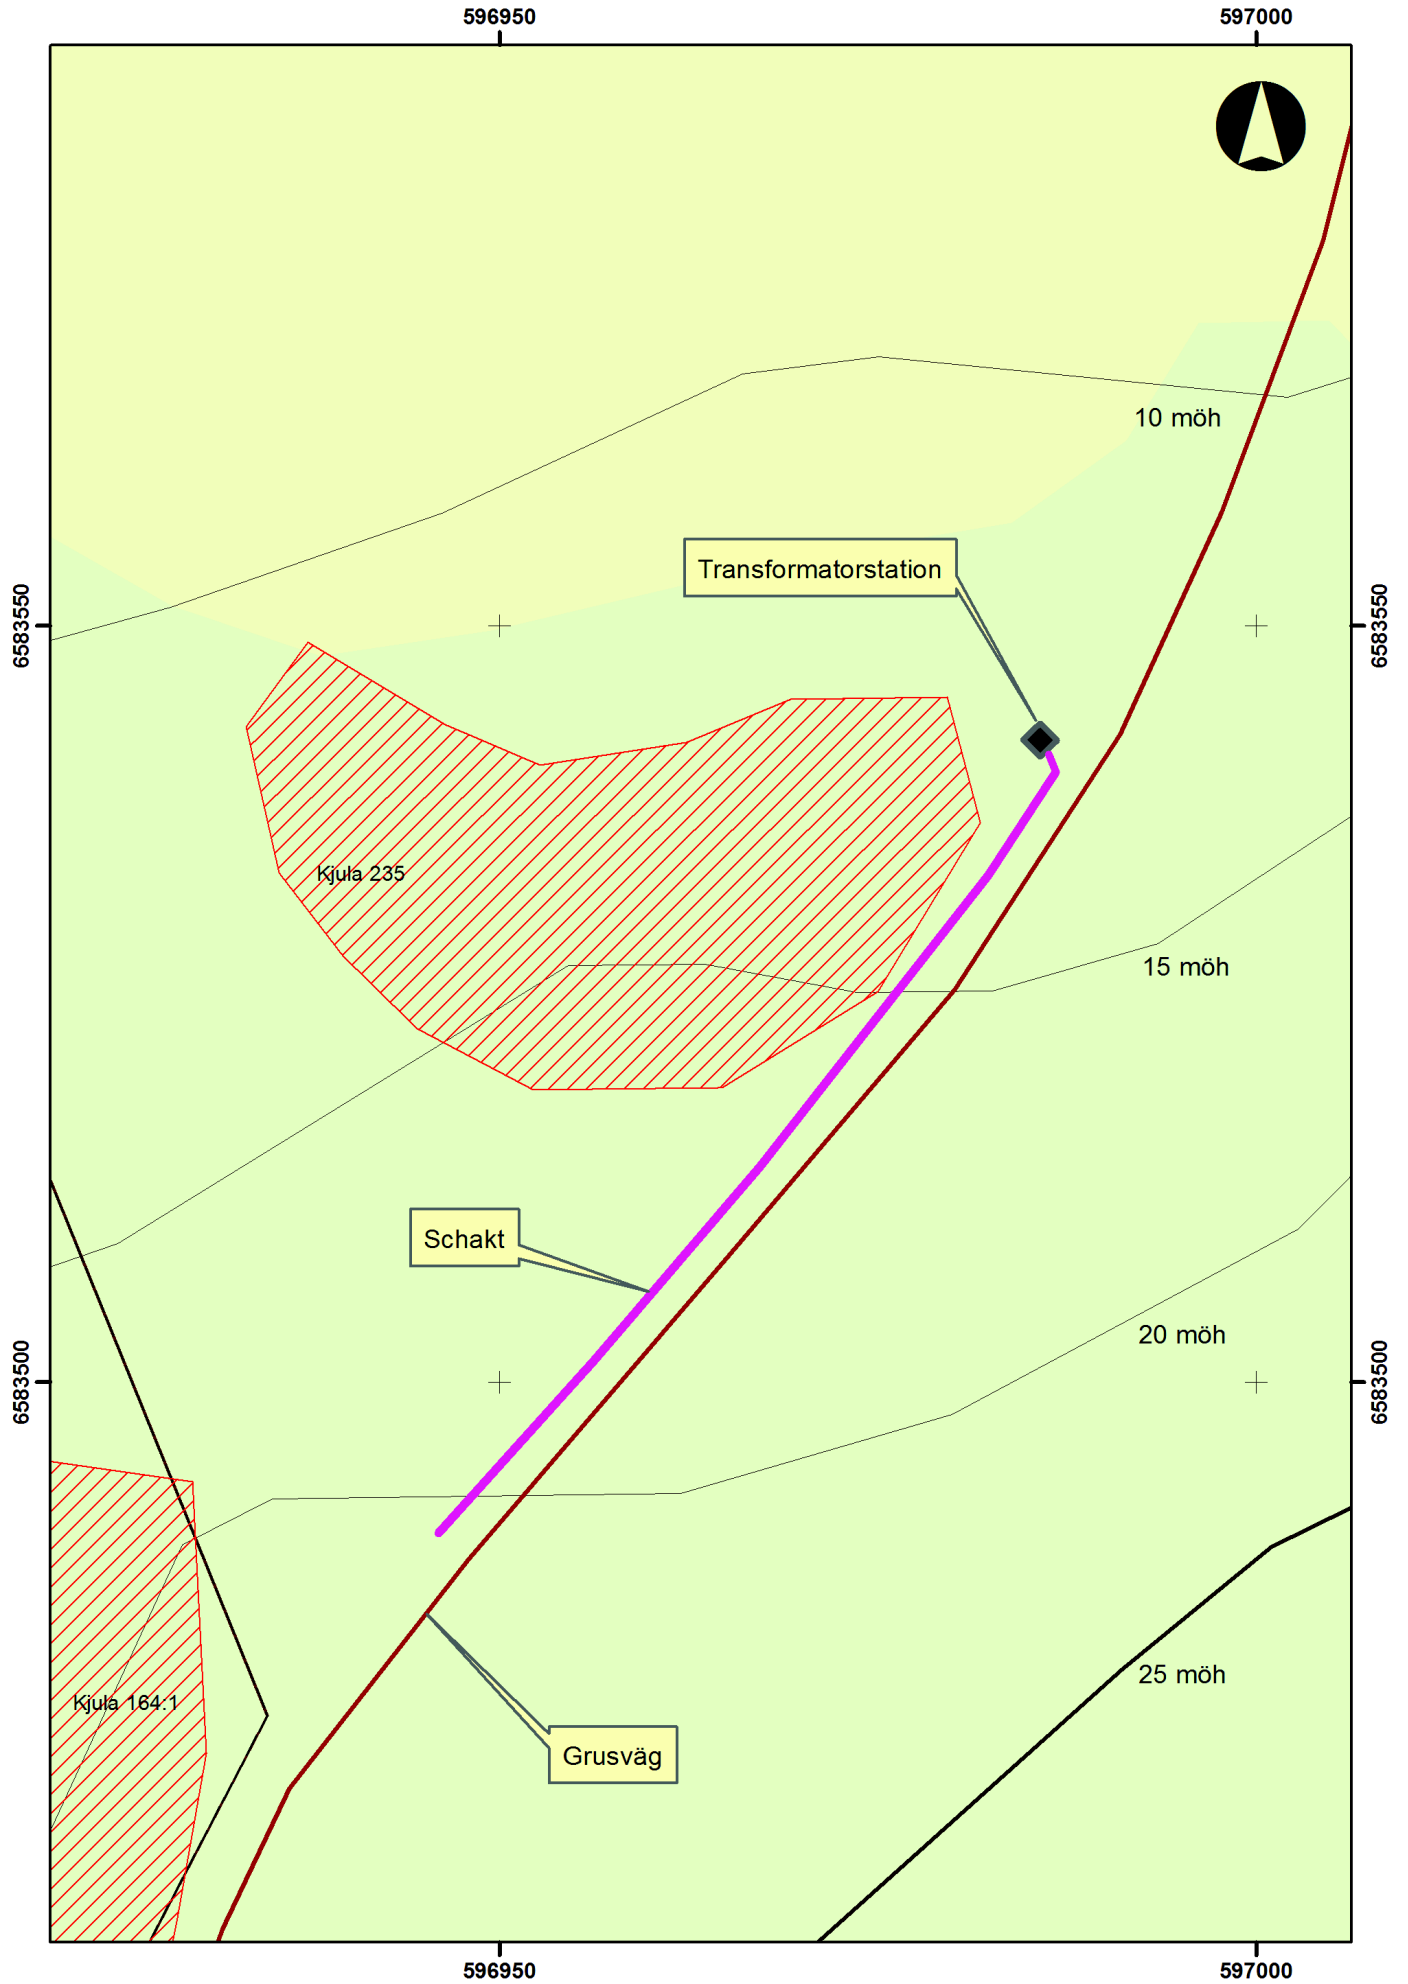 596950
597000
10 möh
Transformatorstation
6583550
6583550
Kjula 235
15 möh
Schakt
20 möh
6583500
6583500
25 möh
Kjula 164:1
Grusväg
596950
597000